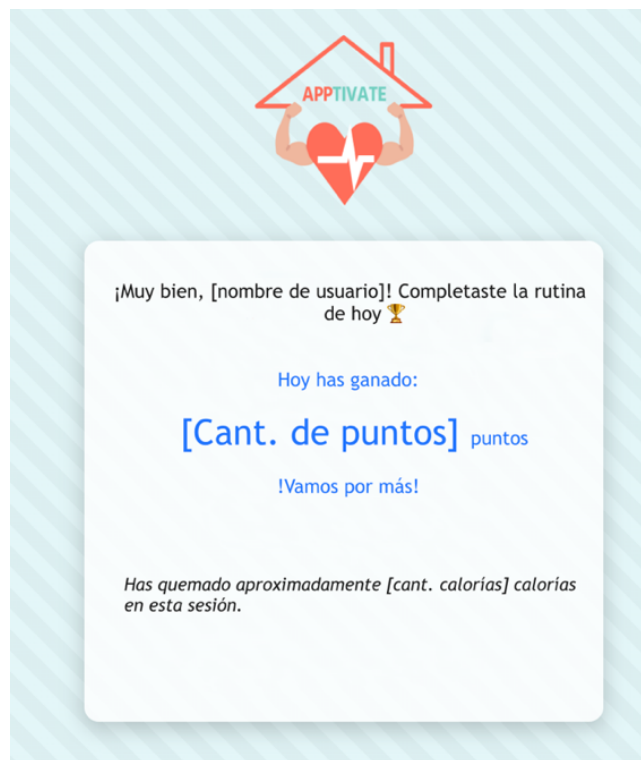 APPTIVATE
¡Muy bien, [nombre de usuario]! Completaste la rutina
de hoy 🏆
Hoy has ganado:
[Cant. de puntos] puntos
!Vamos por más!
Has quemado aproximadamente [cant. calorías] calorías
en esta sesión.